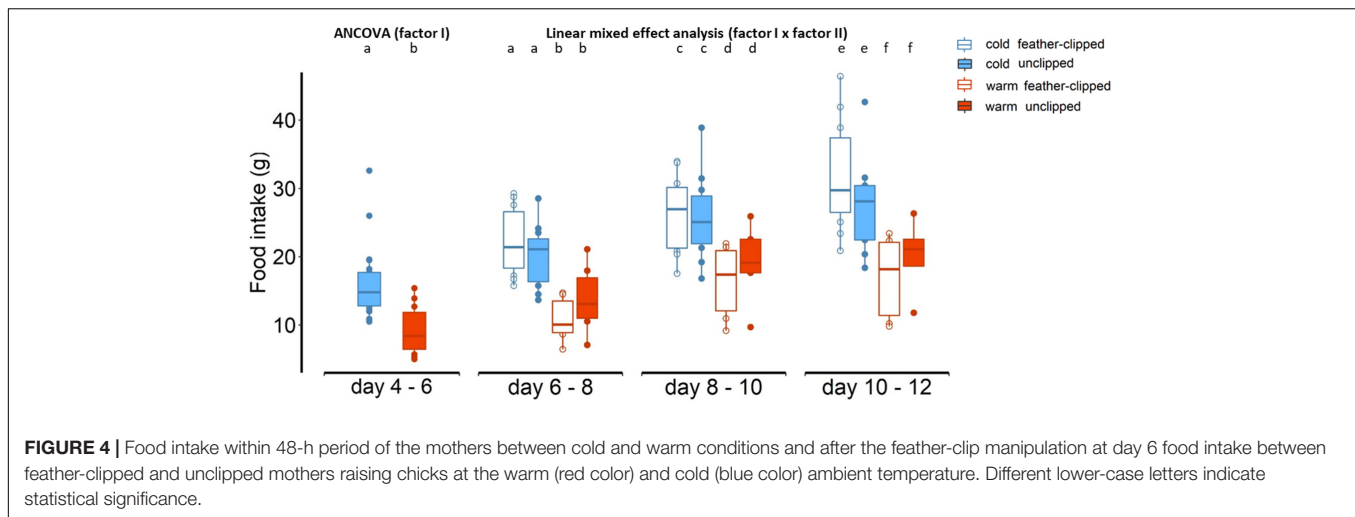 ANCOVA (factor I)
Linear mixed effect analysis (factor I x factor II)
a b a a b b c c d d e e f f
cold feather-clipped
cold unclipped
warm feather-clipped
warm unclipped
Food intake (g)
40
30
20
10
day 4 - 6
day 6 - 8
day 8 - 10
day 10 - 12
FIGURE 4 | Food intake within 48-h period of the mothers between cold and warm conditions and after the feather-clip manipulation at day 6 food intake between
feather-clipped and unclipped mothers raising chicks at the warm (red color) and cold (blue color) ambient temperature. Different lower-case letters indicate
statistical significance.